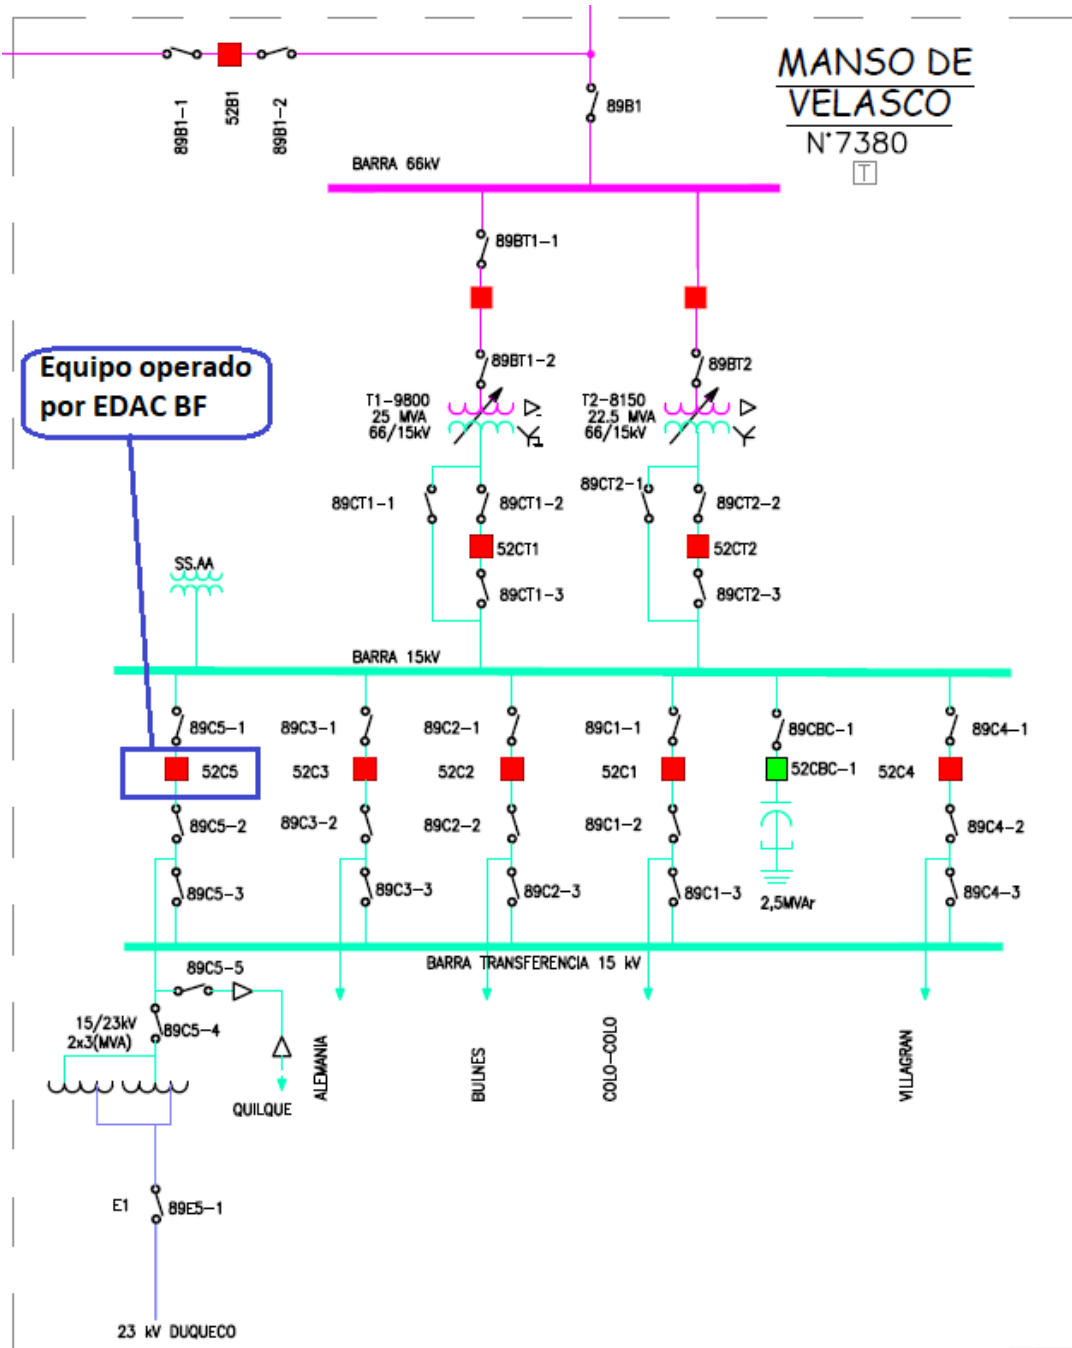 MANSO DE
VELASCO
N°7380
T
89B1-1
52B1
89B1-2
89B1
BARRA 66kV
89BT1-1
89BT1-2
89BT2
Equipo operado
por EDAC BF
T1-9800
25 MVA
66/15kV
T2-8150
22.5 MVA
66/15kV
89CT1-1
89CT1-2
89CT2-1
89CT2-2
52CT1
52CT2
89CT1-3
89CT2-3
SS.AA
BARRA 15kV
89C5-1
89C3-1
89C2-1
89C1-1
89CBC-1
89C4-1
52C5
52C3
52C2
52C1
52CBC-1
52C4
89C5-2
89C3-2
89C2-2
89C1-2
89C4-2
89C5-3
89C3-3
89C2-3
89C1-3
89C4-3
2,5MVAr
BARRA TRANSFERENCIA 15 kV
89C5-5
15/23kV
2x3(MVA)
89C5-4
QUILQUE
ALEMANIA
BULNES
COLO-COLO
VILLAGRAN
E1
89E5-1
23 kV DUQUECO